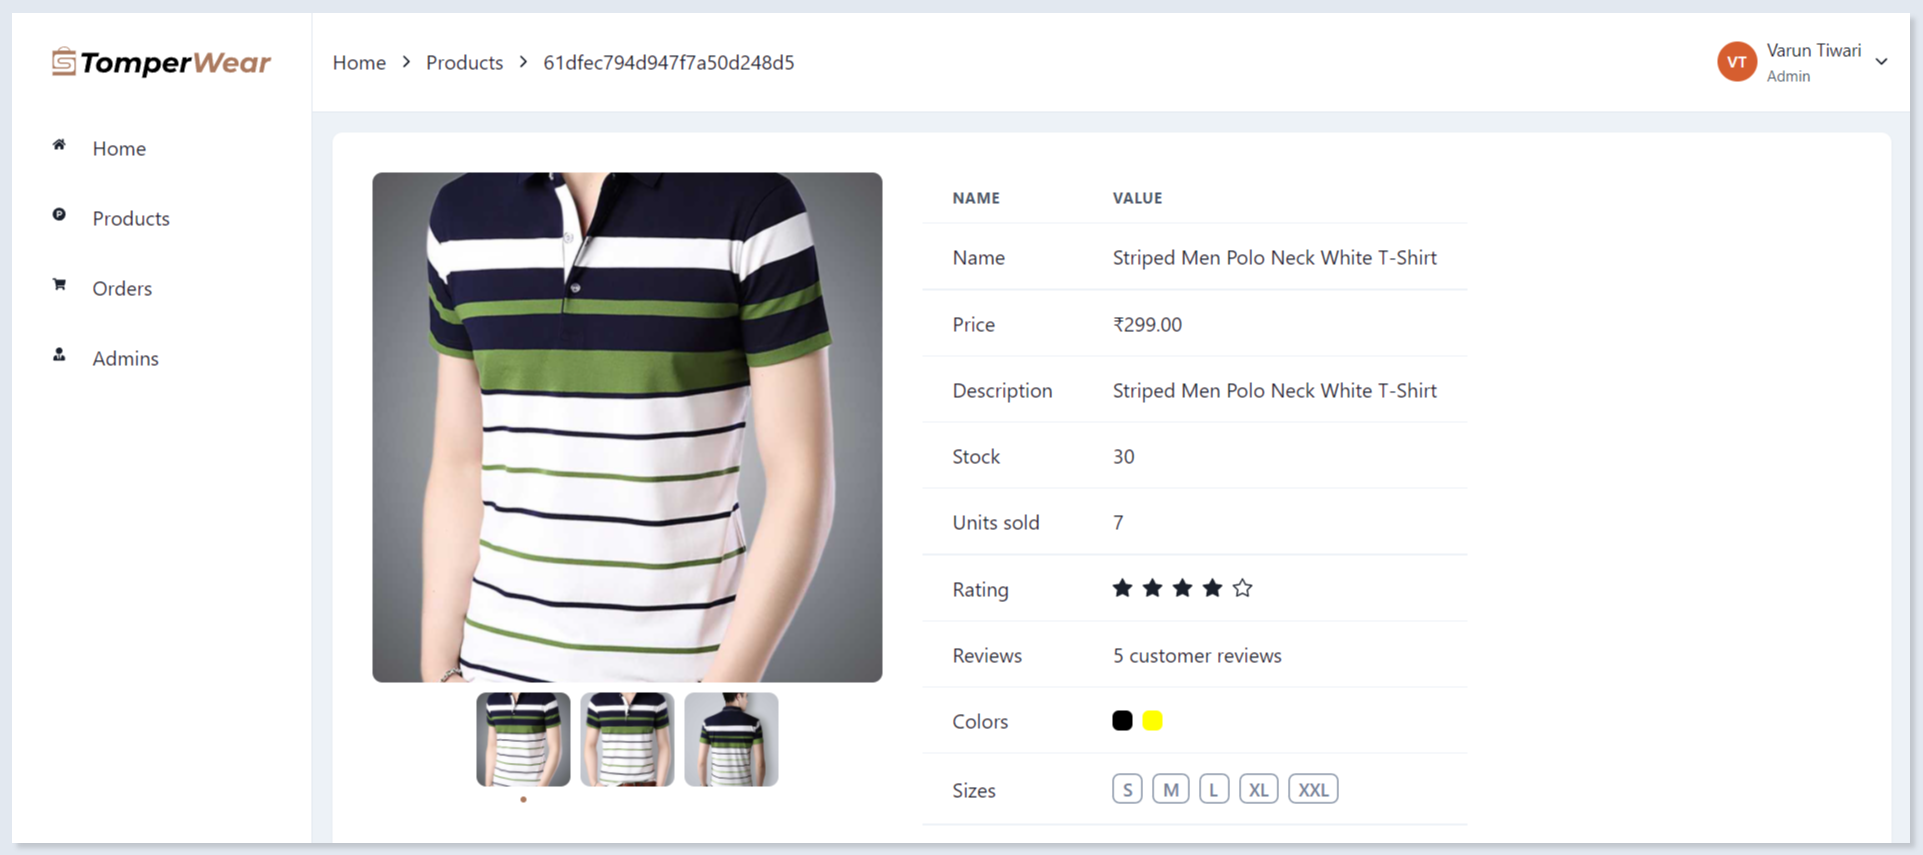 TomperWear
Home > Products > 61dfec794d947f7a50d248d5
VT
Varun Tiwari
Admin
Home
Products
Orders
Admins
NAME VALUE
Name Striped Men Polo Neck White T-Shirt
Price ₹299.00
Description Striped Men Polo Neck White T-Shirt
Stock 30
Units sold 7
Rating
Reviews 5 customer reviews
Colors
Sizes S M L XL XXL